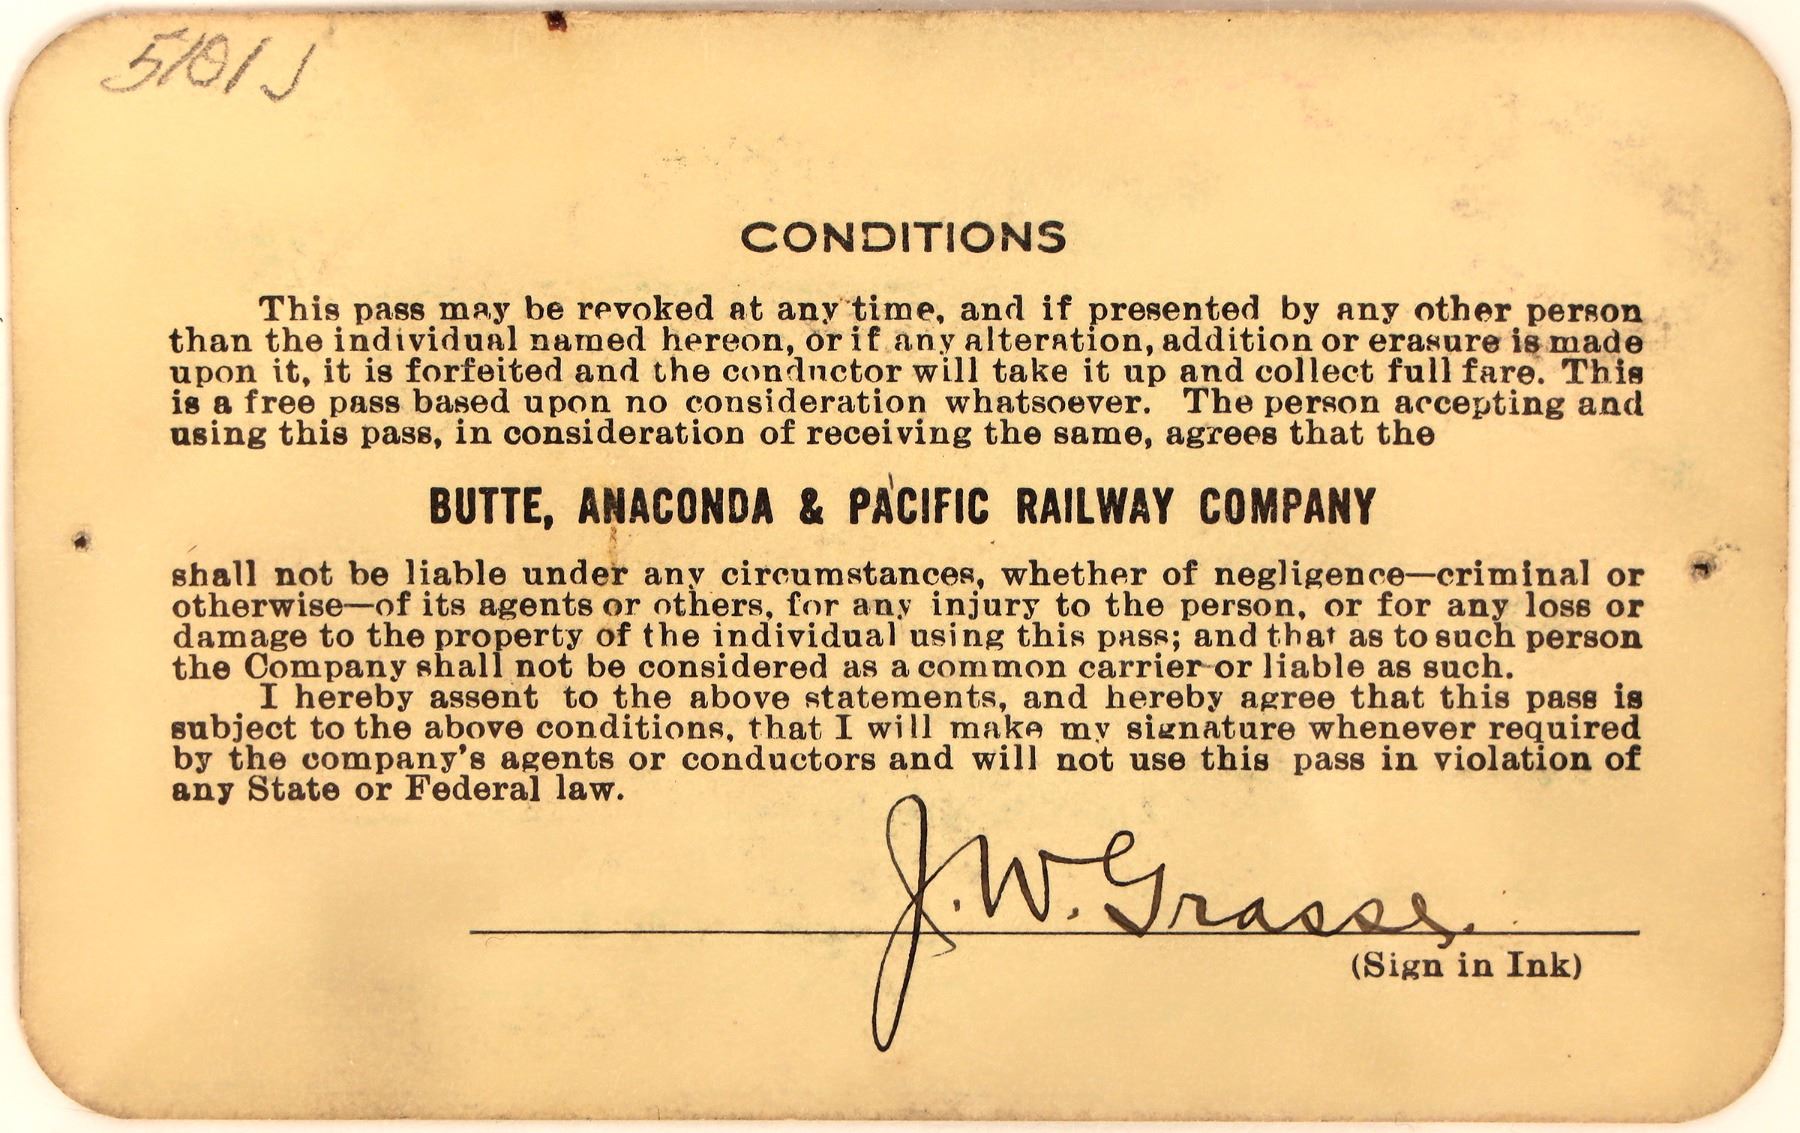 5101 J
CONDITIONS
This pass may be revoked at any time, and if presented by any other person
than the individual named hereon, or if any alteration, addition or erasure is made
upon it, it is forfeited and the conductor will take it up and collect full fare. This
is a free pass based upon no consideration whatsoever. The person accepting and
using this pass, in consideration of receiving the same, agrees that the
BUTTE, ANACONDA & PACIFIC RAILWAY COMPANY
shall not be liable under any circumstances, whether of negligence—criminal or
otherwise—of its agents or others, for any injury to the person, or for any loss or
damage to the property of the individual using this pass; and that as to such person
the Company shall not be considered as a common carrier or liable as such.
I hereby assent to the above statements, and hereby agree that this pass is
subject to the above conditions, that I will make my signature whenever required
by the company's agents or conductors and will not use this pass in violation of
any State or Federal law.
J. W. Grasse.
(Sign in Ink)